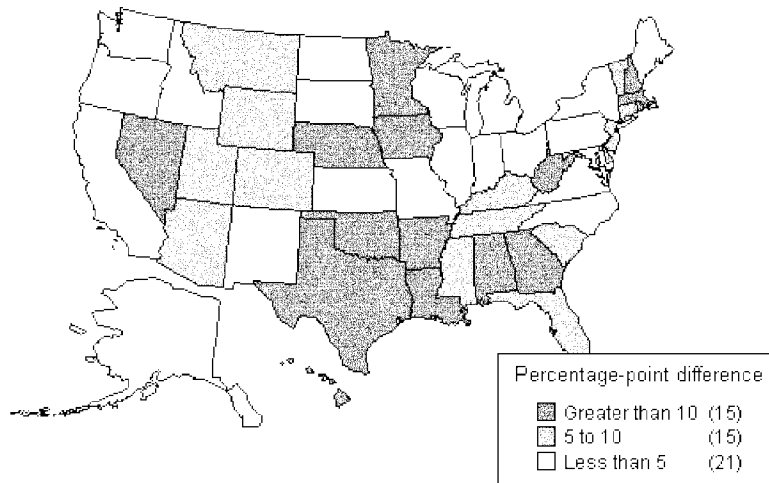 Percentage-point difference
Greater than 10 (15)
5 to 10 (15)
Less than 5 (21)